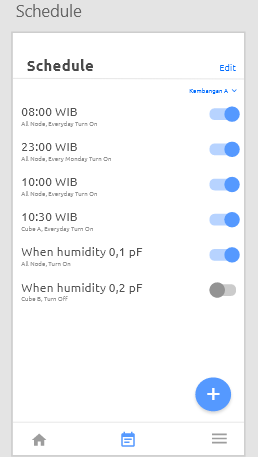 Schedule
Schedule
Edit
Kembangan A
08:00 WIB
All Node, Everyday Turn On
23:00 WIB
All Node, Every Monday Turn On
10:00 WIB
All Node, Everyday Turn On
10:30 WIB
Cube A, Everyday Turn On
When humidity 0,1 pF
All Node, Turn On
When humidity 0,2 pF
Cube B, Turn Off